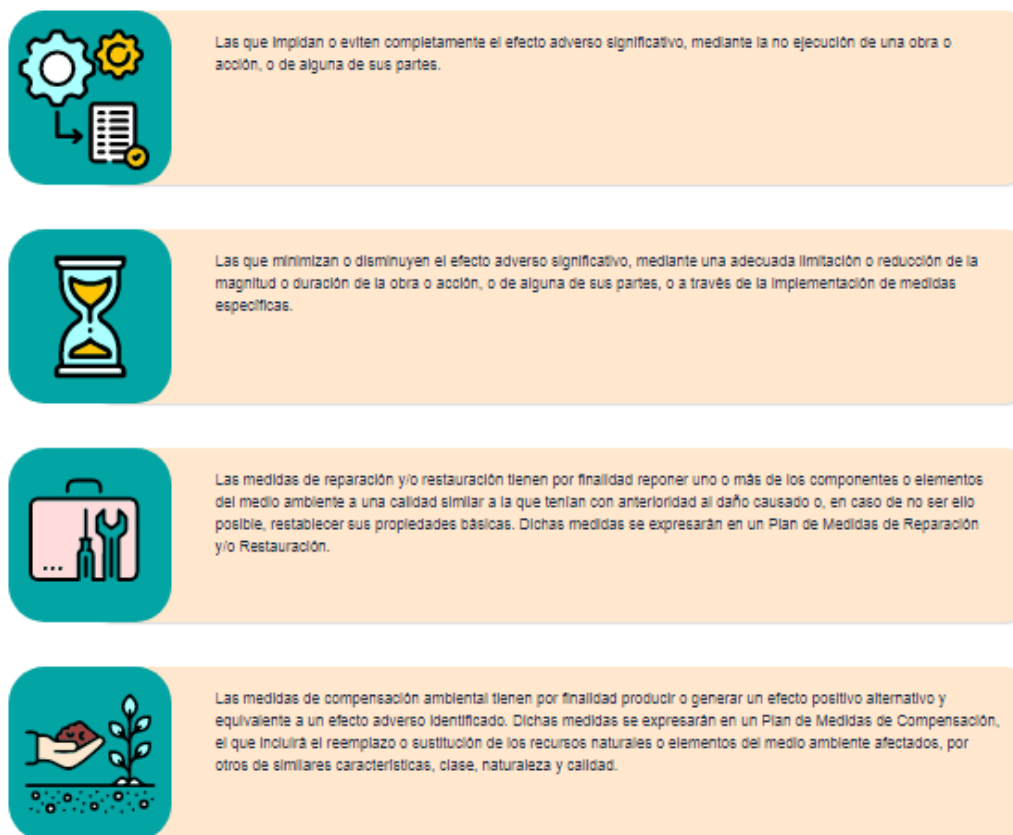 Las que impidan o eviten completamente el efecto adverso significativo, mediante la no ejecución de una obra o
acción, o de alguna de sus partes.
Las que minimizan o disminuyen el efecto adverso significativo, mediante una adecuada limitación o reducción de la
magnitud o duración de la obra o acción, o de alguna de sus partes, o a través de la implementación de medidas
específicas.
Las medidas de reparación y/o restauración tienen por finalidad reponer uno o más de los componentes o elementos
del medio ambiente a una calidad similar a la que tenían con anterioridad al daño causado o, en caso de no ser ello
posible, restablecer sus propiedades básicas. Dichas medidas se expresarán en un Plan de Medidas de Reparación
y/o Restauración.
Las medidas de compensación ambiental tienen por finalidad producir o generar un efecto positivo alternativo y
equivalente a un efecto adverso identificado. Dichas medidas se expresarán en un Plan de Medidas de Compensación,
el que incluirá el reemplazo o sustitución de los recursos naturales o elementos del medio ambiente afectados, por
otros de similares características, clase, naturaleza y calidad.